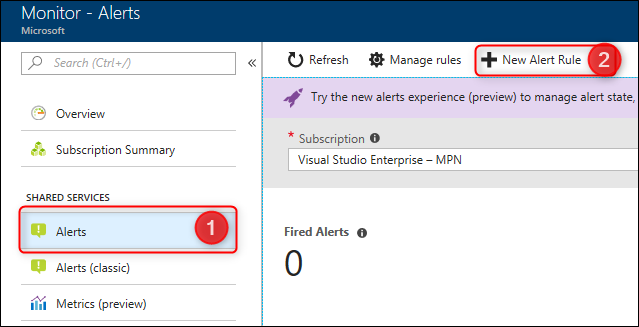 Monitor - Alerts
Microsoft
Search (Ctrl+/)
«
Refresh
Manage rules
New Alert Rule
2
Try the new alerts experience (preview) to manage alert state,
Overview
Subscription Summary
SHARED SERVICES
Alerts
1
Alerts (classic)
Metrics (preview)
* Subscription
Visual Studio Enterprise – MPN
Fired Alerts
0